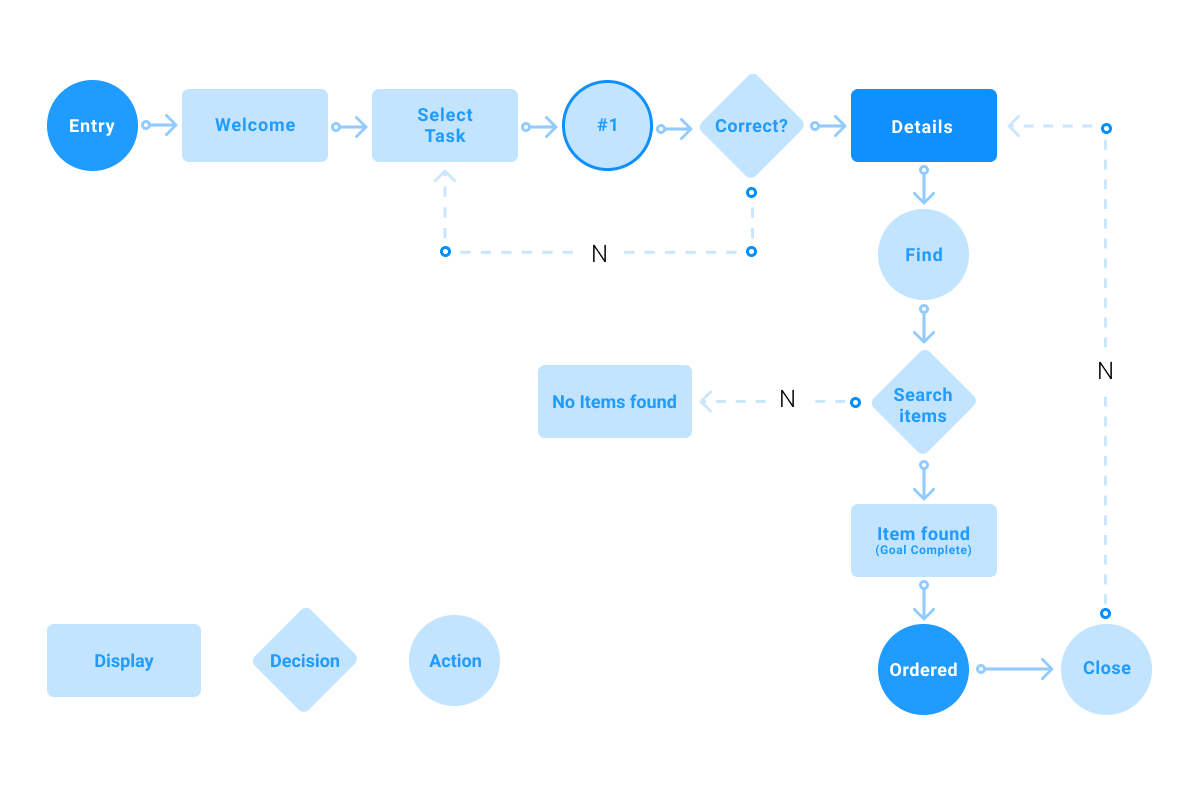 Entry
Welcome
Select
Task
#1
Correct?
Details
N
Find
N
Search
items
No Items found
N
Item found
(Goal Complete)
Display
Decision
Action
Ordered
Close